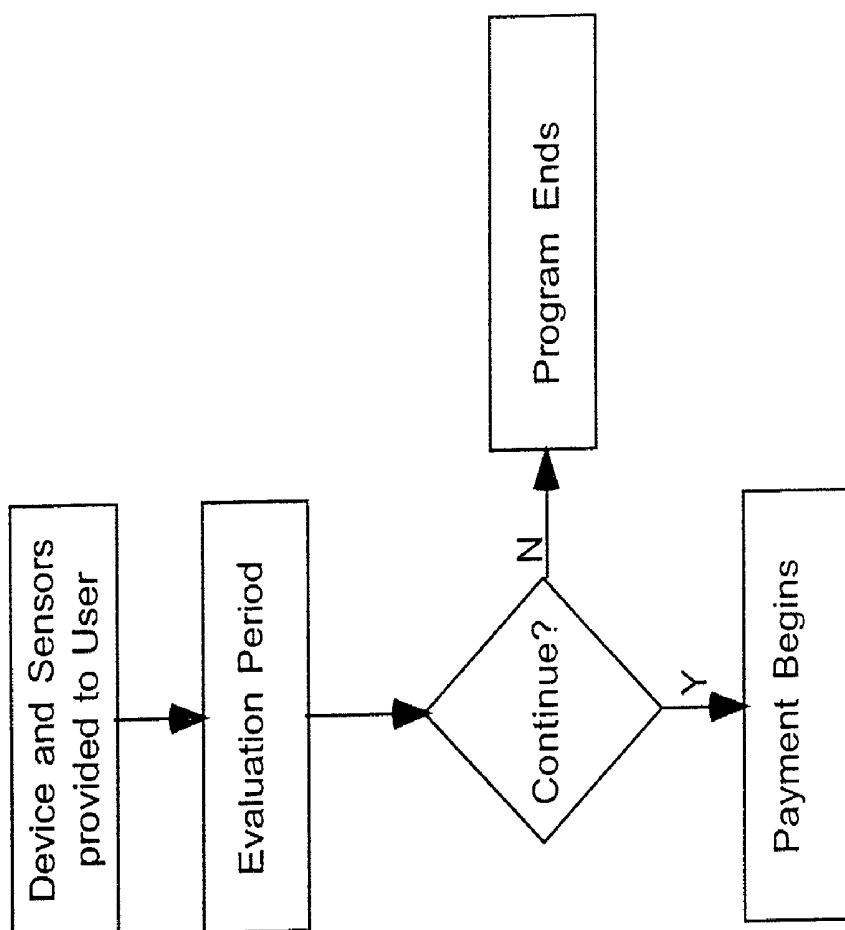 Device and Sensors
provided to User
Evaluation Period
Continue?
N
Program Ends
Y
Payment Begins